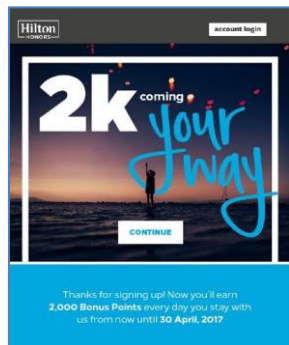 Hilton
HONORS
account login
2k coming
your
way
CONTINUE
Thanks for signing up! Now you'll earn
2,000 Bonus Points every day you stay with
us from now until 30 April, 2017